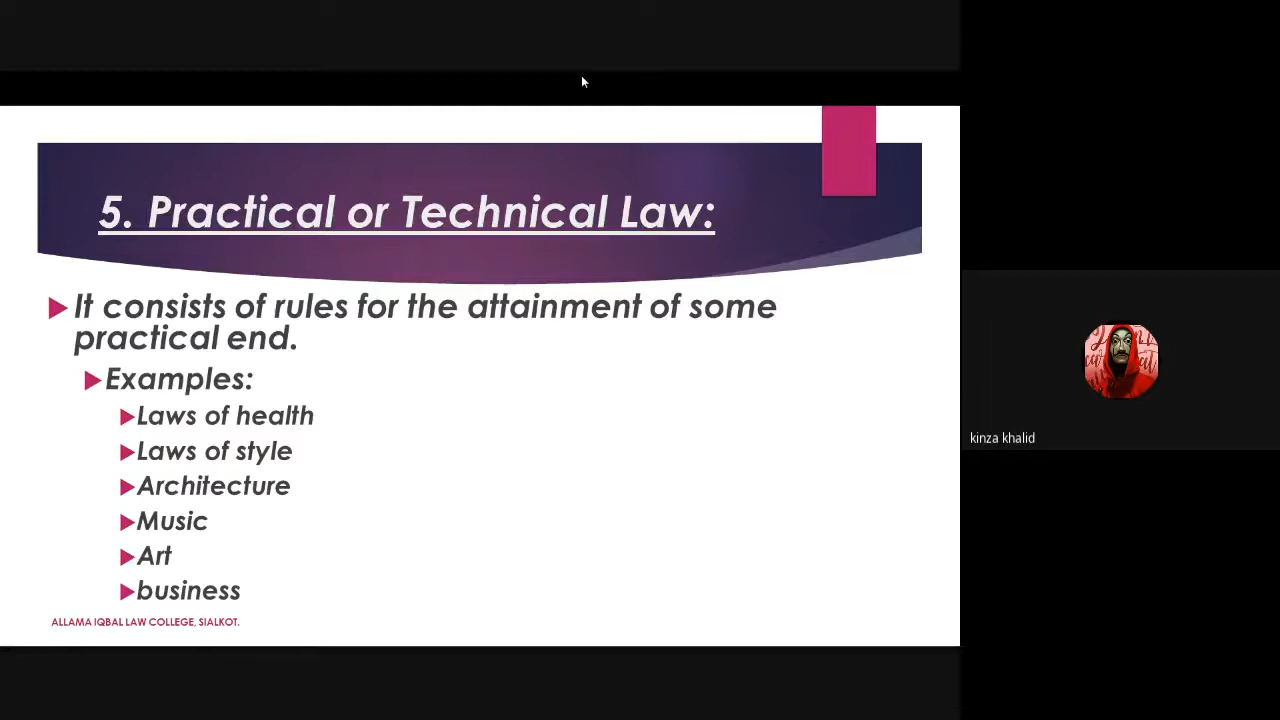 5. Practical or Technical Law:
It consists of rules for the attainment of some
practical end.
Examples:
Laws of health
Laws of style
Architecture
Music
Art
business
ALLAMA IQBAL LAW COLLEGE, SIALKOT.
kinza khalid